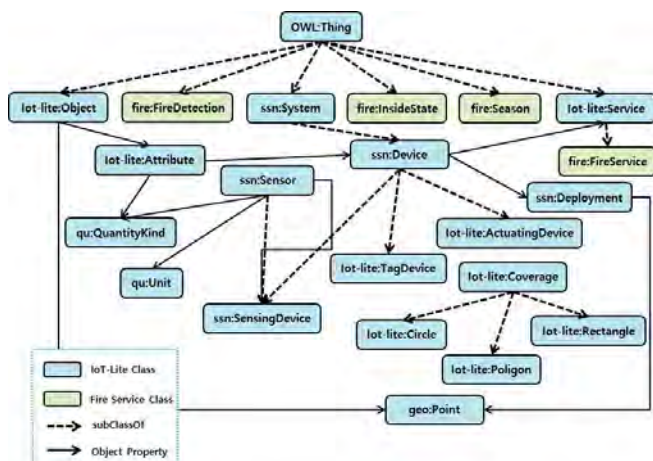 OWL:Thing
Iot-lite:Object
fire:FireDetection
ssn:System
fire:InsideState
fire:Season
Iot-lite:Service
Iot-lite:Attribute
ssn:Device
fire:FireService
ssn:Sensor
ssn:Deployment
qu:QuantityKind
Iot-lite:ActuatingDevice
qu:Unit
Iot-lite:TagDevice
Iot-lite:Coverage
ssn:SensingDevice
Iot-lite:Circle
Iot-lite:Rectangle
Iot-lite:Poligon
IoT-Lite Class
Fire Service Class
subClassOf
Object Property
geo:Point